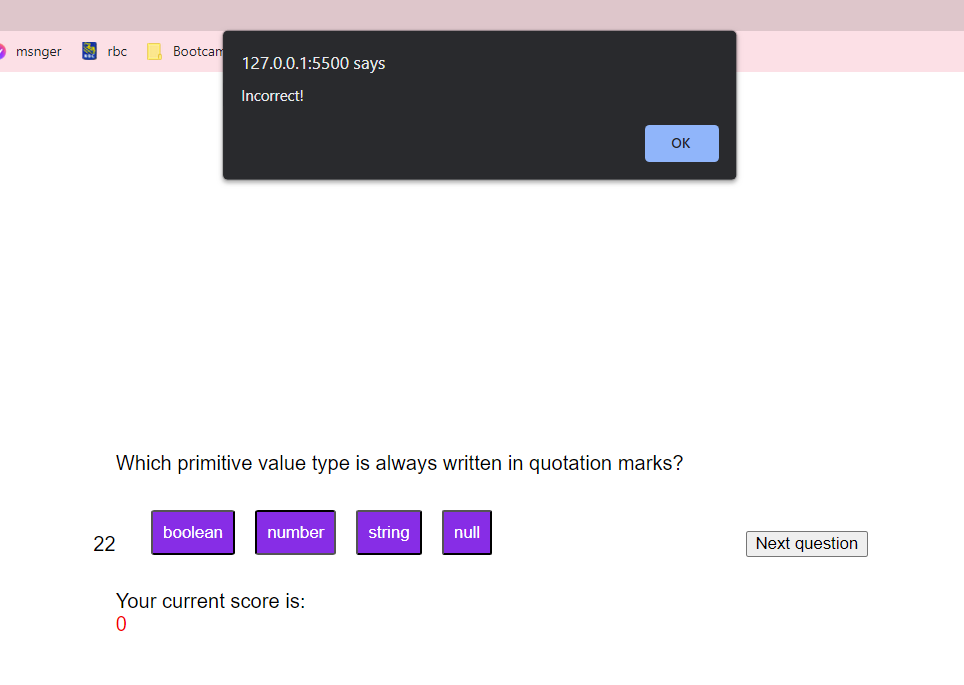 msnger rbc Bootcam
127.0.0.1:5500 says
Incorrect!
OK
Which primitive value type is always written in quotation marks?
22 boolean number string null Next question
Your current score is:
0